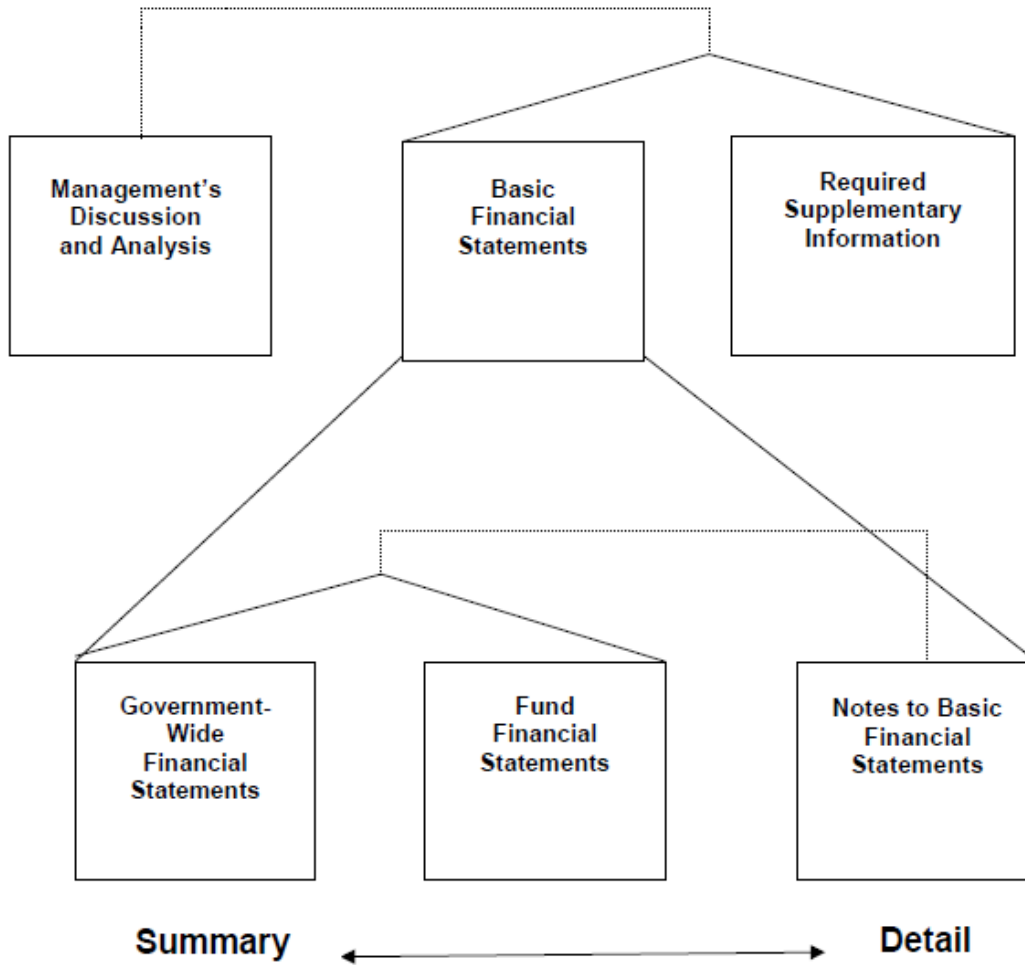 Management’s
Discussion
and Analysis
Basic
Financial
Statements
Required
Supplementary
Information
Government-
Wide
Financial
Statements
Fund
Financial
Statements
Notes to Basic
Financial
Statements
Summary
Detail